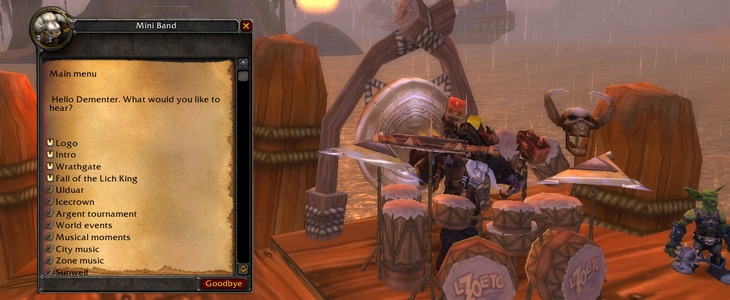 Mini Band
Main menu
Hello Dementer. What would you like to
hear?
Logo
Intro
Wrathgate
Fall of the Lich King
Ulduar
Icecrown
Argent tournament
World events
Musical moments
City music
Zone music
Sunwell
Goodbye
L70ETC
L70ETC